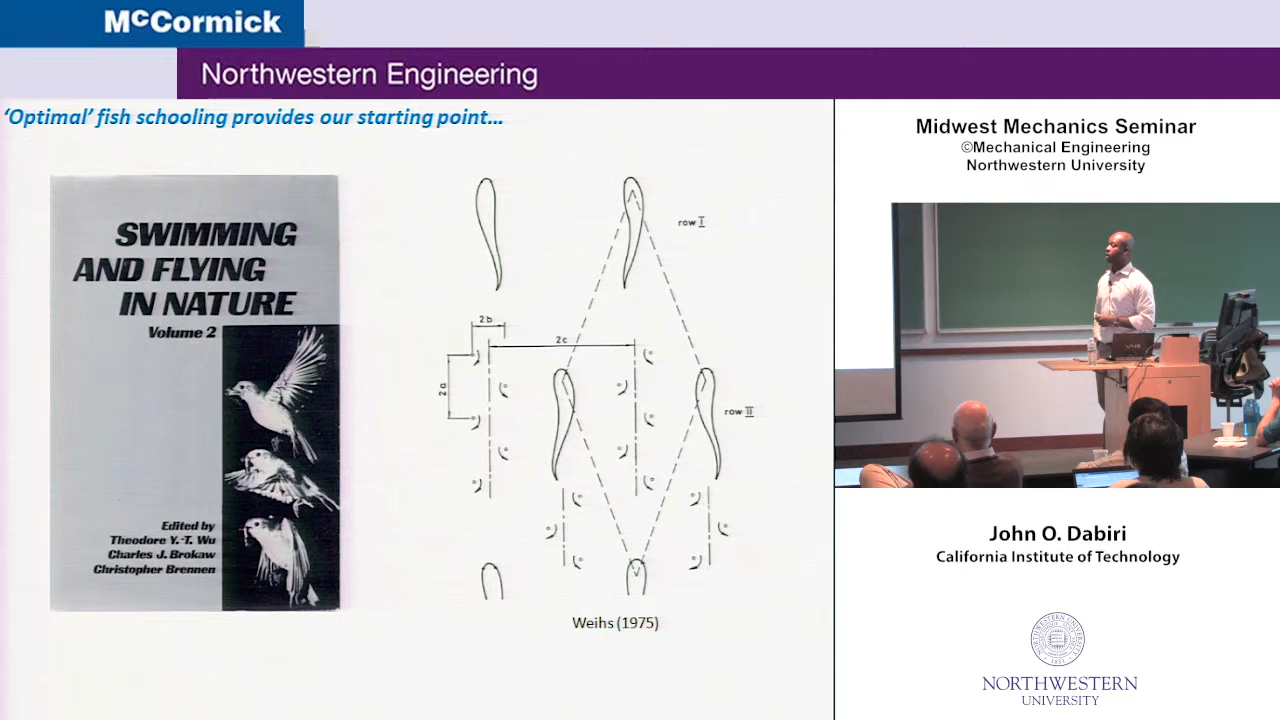 McCormick
Northwestern Engineering
‘Optimal’ fish schooling provides our starting point...
SWIMMING
AND FLYING
IN NATURE
Volume 2
Edited by
Theodore Y.-T. Wu
Charles J. Brokaw
Christopher Brennen
row I
2b
2c
2a
row II
Weihs (1975)
Midwest Mechanics Seminar
©Mechanical Engineering
Northwestern University
John O. Dabiri
California Institute of Technology
1851
NORTHWESTERN
UNIVERSITY